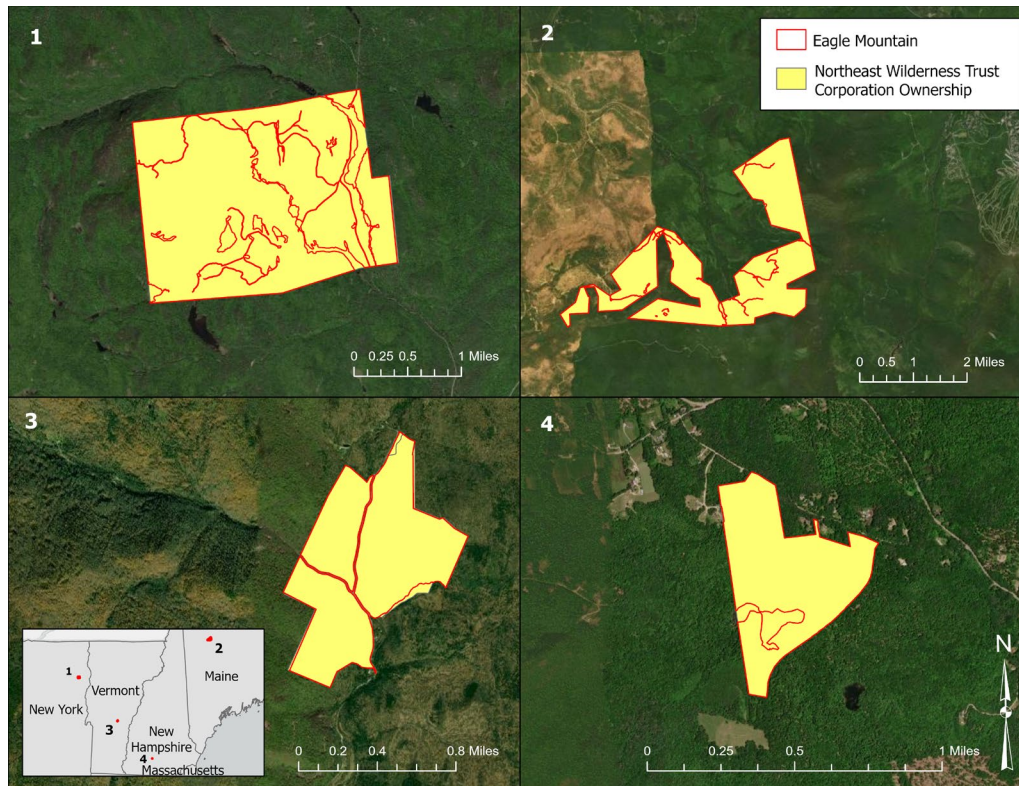 1
2
Eagle Mountain
Northeast Wilderness Trust
Corporation Ownership
0 0.25 0.5 1 Miles
0 0.5 1 2 Miles
3
4
1
2
Vermont
Maine
New York
3
New
Hampshire
4
Massachusetts
0 0.2 0.4 0.8 Miles
0 0.25 0.5 1 Miles
N